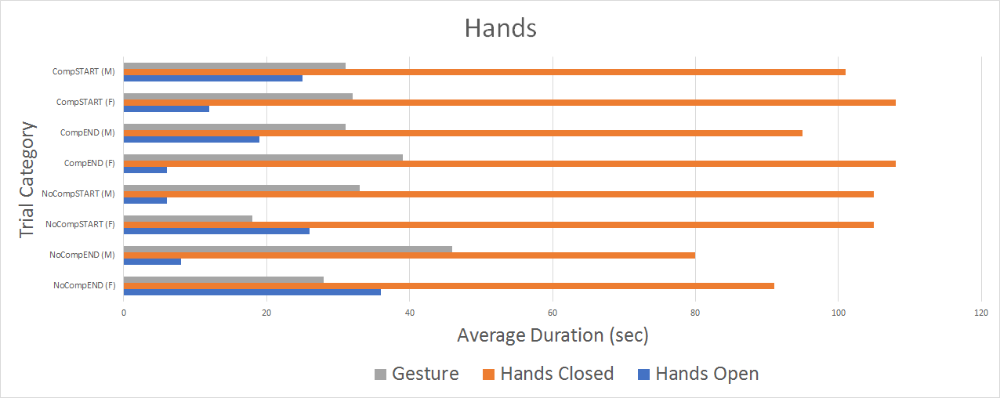 Hands
Trial Category
CompSTART (M)
CompSTART (F)
CompEND (M)
CompEND (F)
NoCompSTART (M)
NoCompSTART (F)
NoCompEND (M)
NoCompEND (F)
0 20 40 60 80 100 120
Average Duration (sec)
Gesture Hands Closed Hands Open